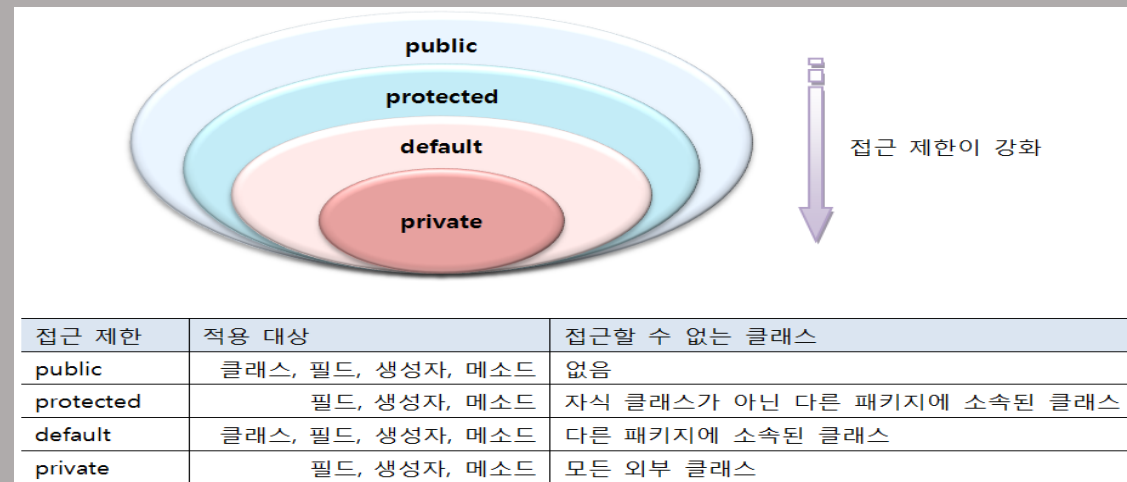 public
protected
default
private
접근 제한이 강화
접근 제한 적용 대상 접근할 수 없는 클래스
public 클래스, 필드, 생성자, 메소드 없음
protected 필드, 생성자, 메소드 자식 클래스가 아닌 다른 패키지에 소속된 클래스
default 클래스, 필드, 생성자, 메소드 다른 패키지에 소속된 클래스
private 필드, 생성자, 메소드 모든 외부 클래스